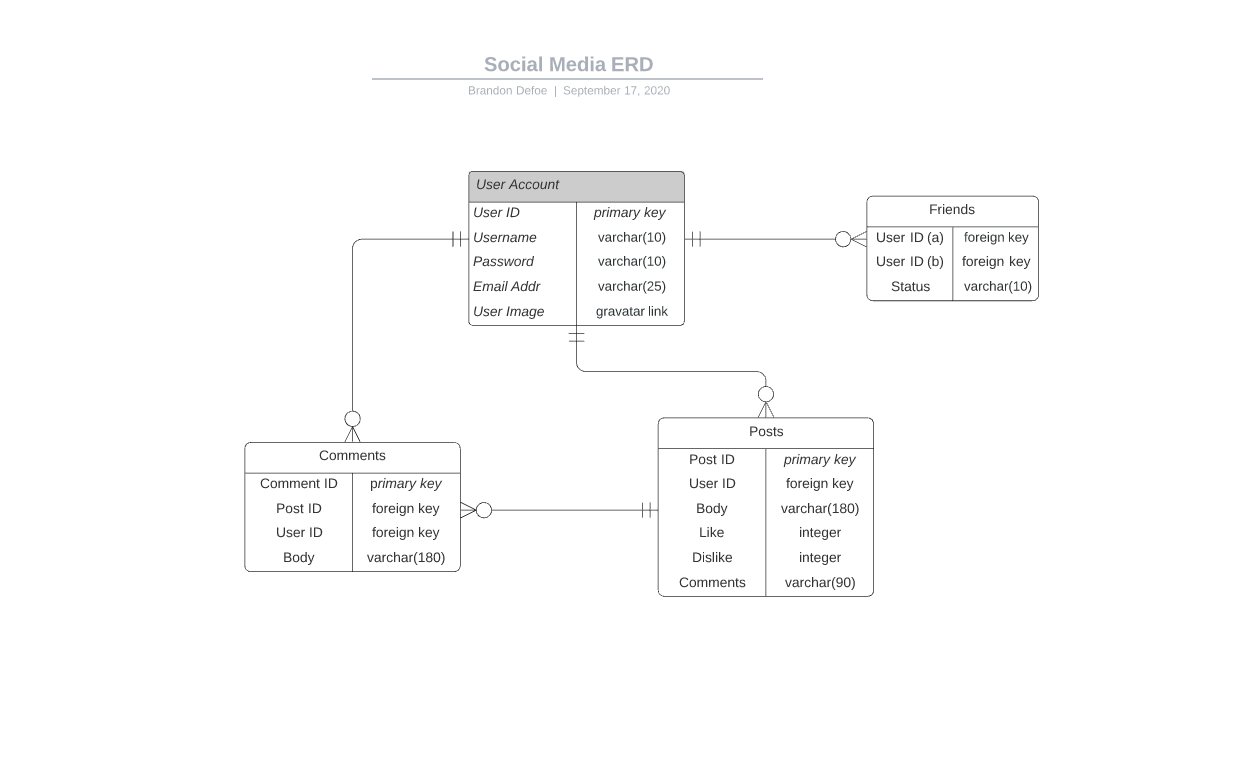 Social Media ERD
Brandon Defoe | September 17, 2020
User Account
User ID primary key
Username varchar(10)
Password varchar(10)
Email Addr varchar(25)
User Image gravatar link
Friends
User ID (a) foreign key
User ID (b) foreign key
Status varchar(10)
Comments
Comment ID primary key
Post ID foreign key
User ID foreign key
Body varchar(180)
Posts
Post ID primary key
User ID foreign key
Body varchar(180)
Like integer
Dislike integer
Comments varchar(90)